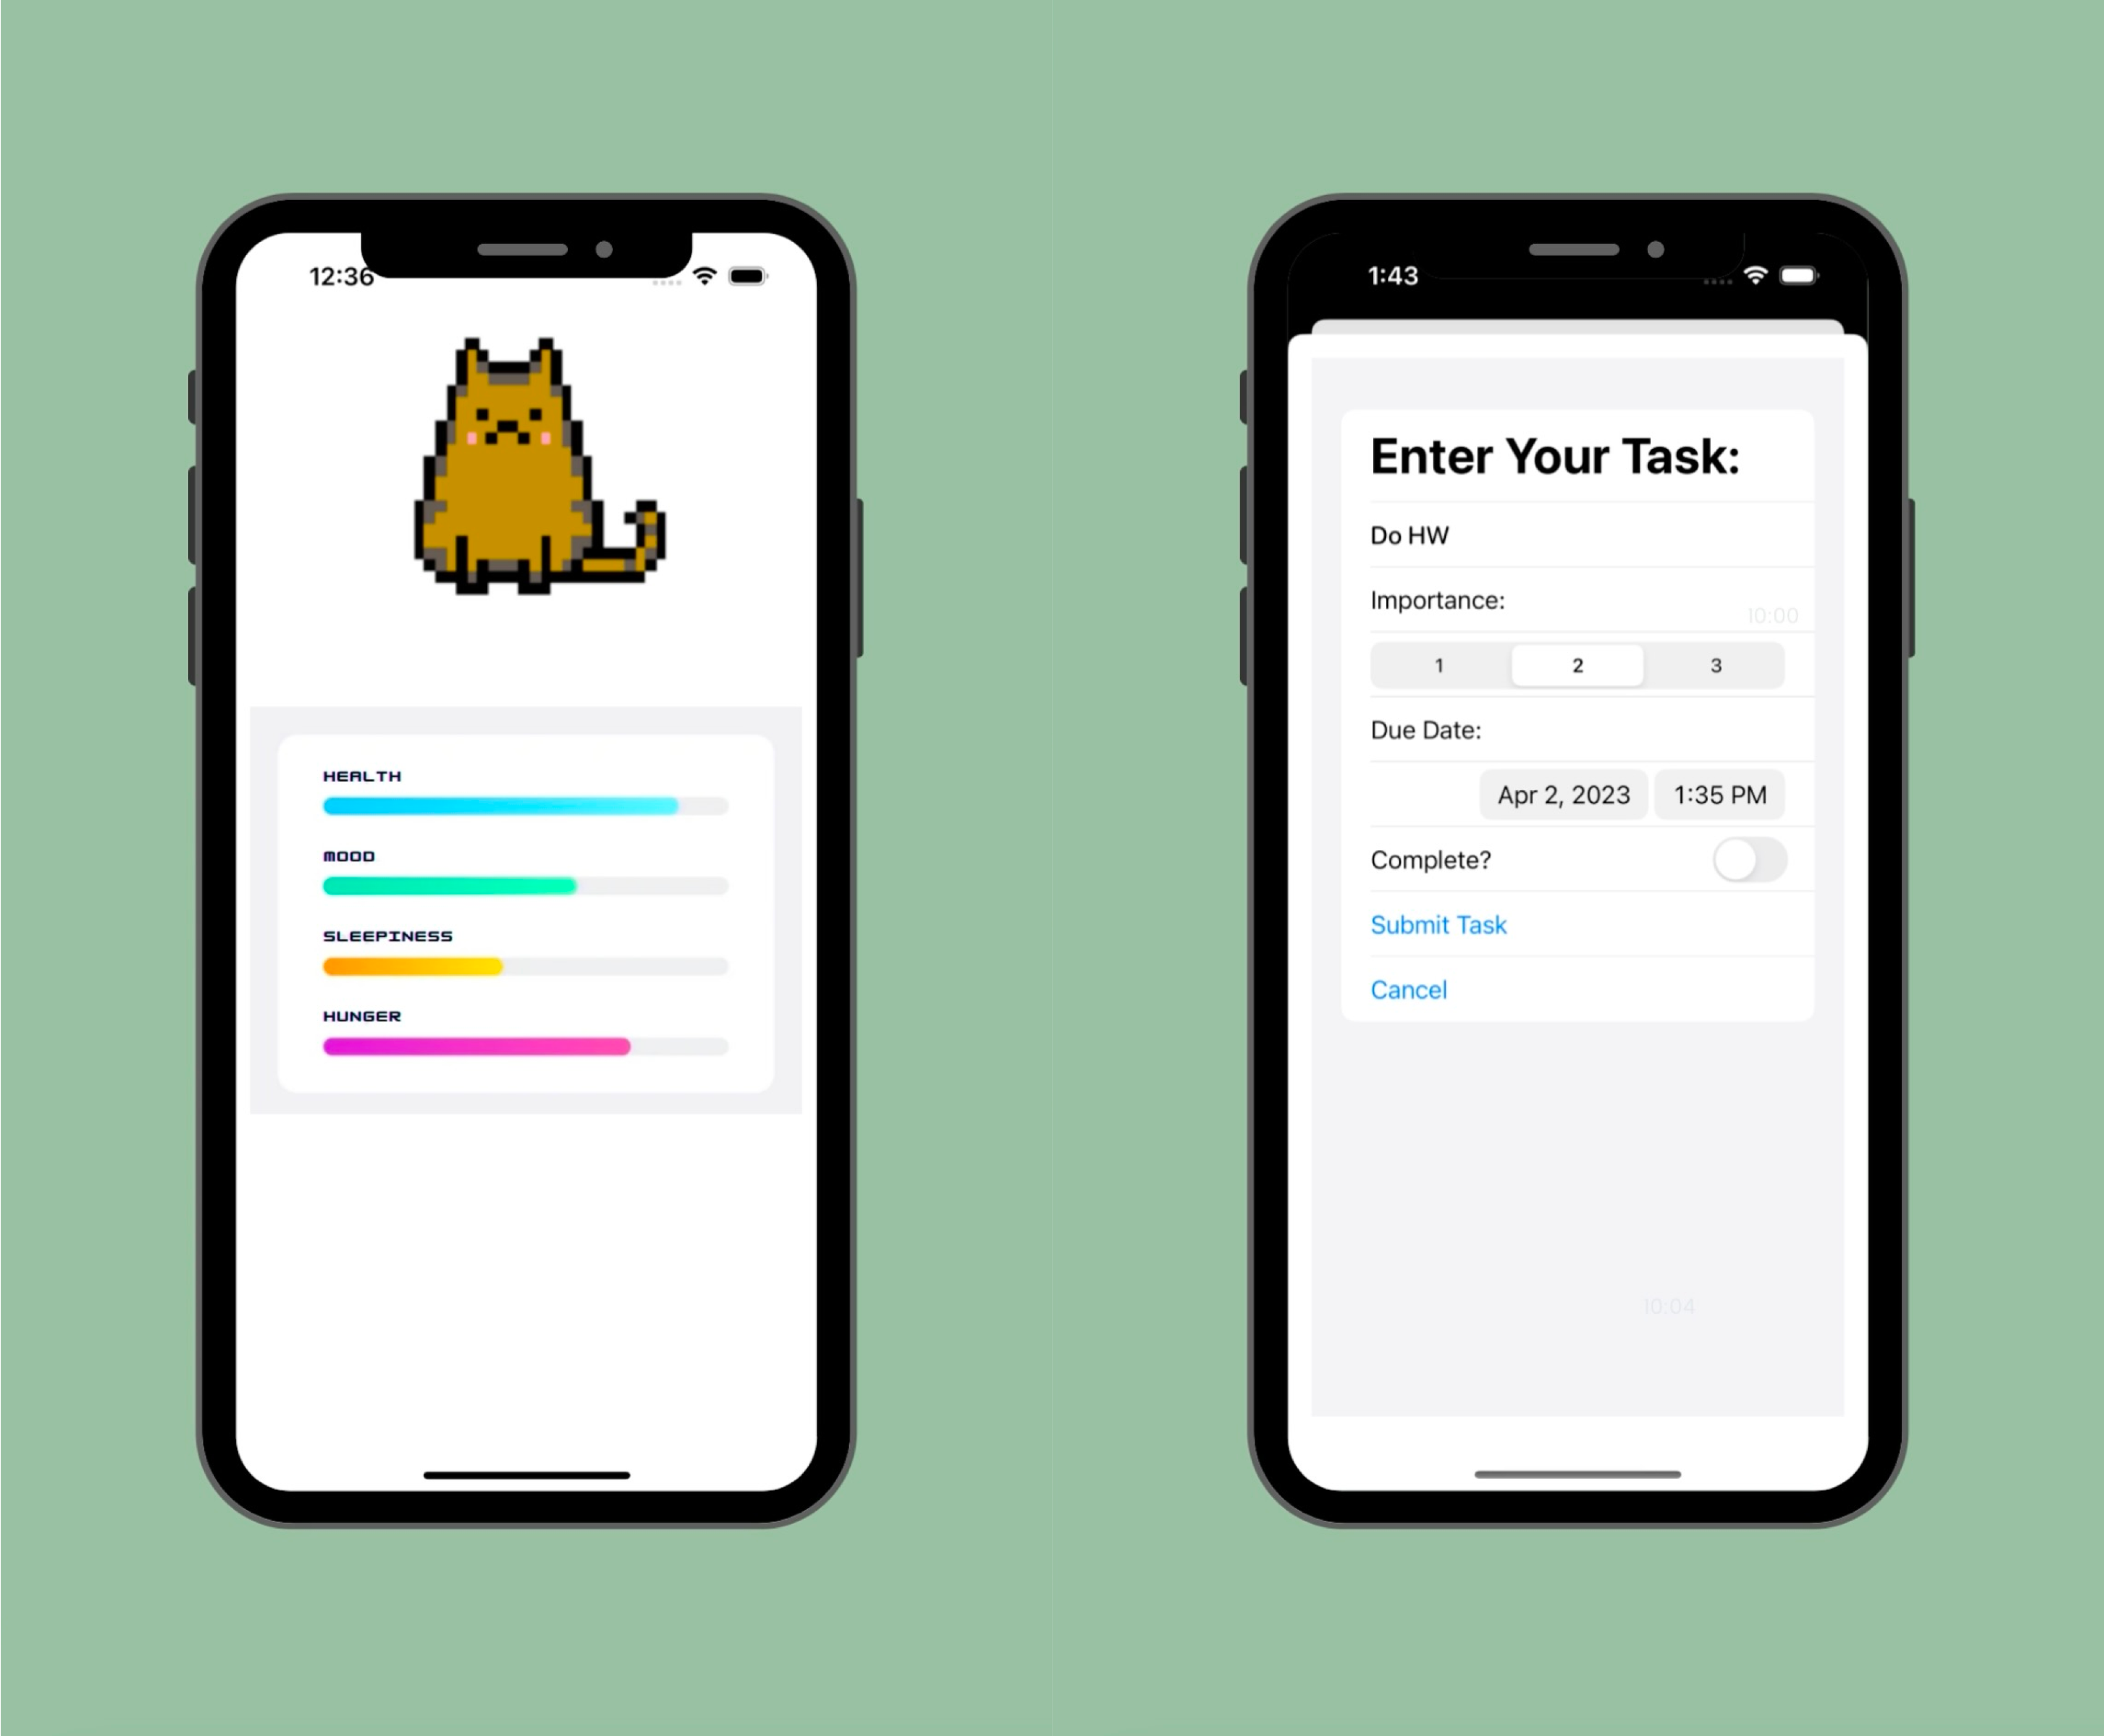 12:36
HEALTH
MOOD
SLEEPINESS
HUNGER
1:43
Enter Your Task:
Do HW
Importance:
10:00
1 2 3
Due Date:
Apr 2, 2023 1:35 PM
Complete?
Submit Task
Cancel
10:04